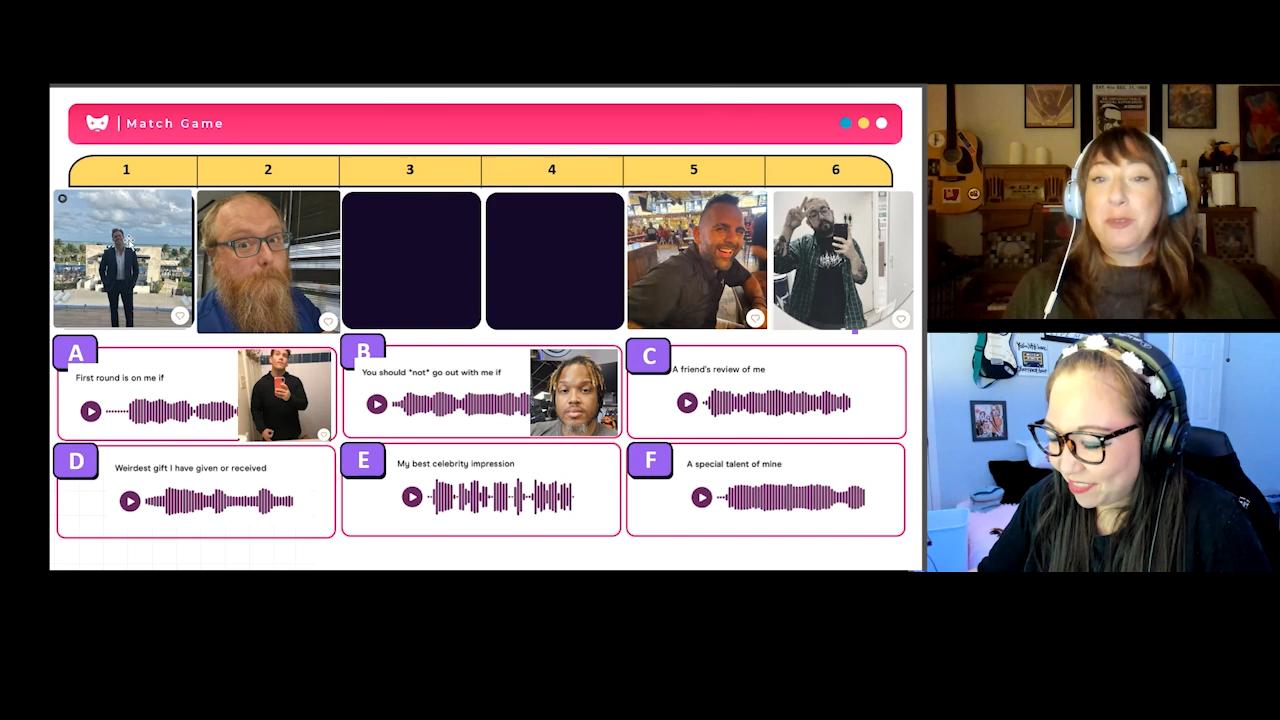 Match Game
1 2 3 4 5 6
A
First round is on me if
B
You should *not* go out with me if
C
A friend's review of me
D
Weirdest gift I have given or received
E
My best celebrity impression
F
A special talent of mine